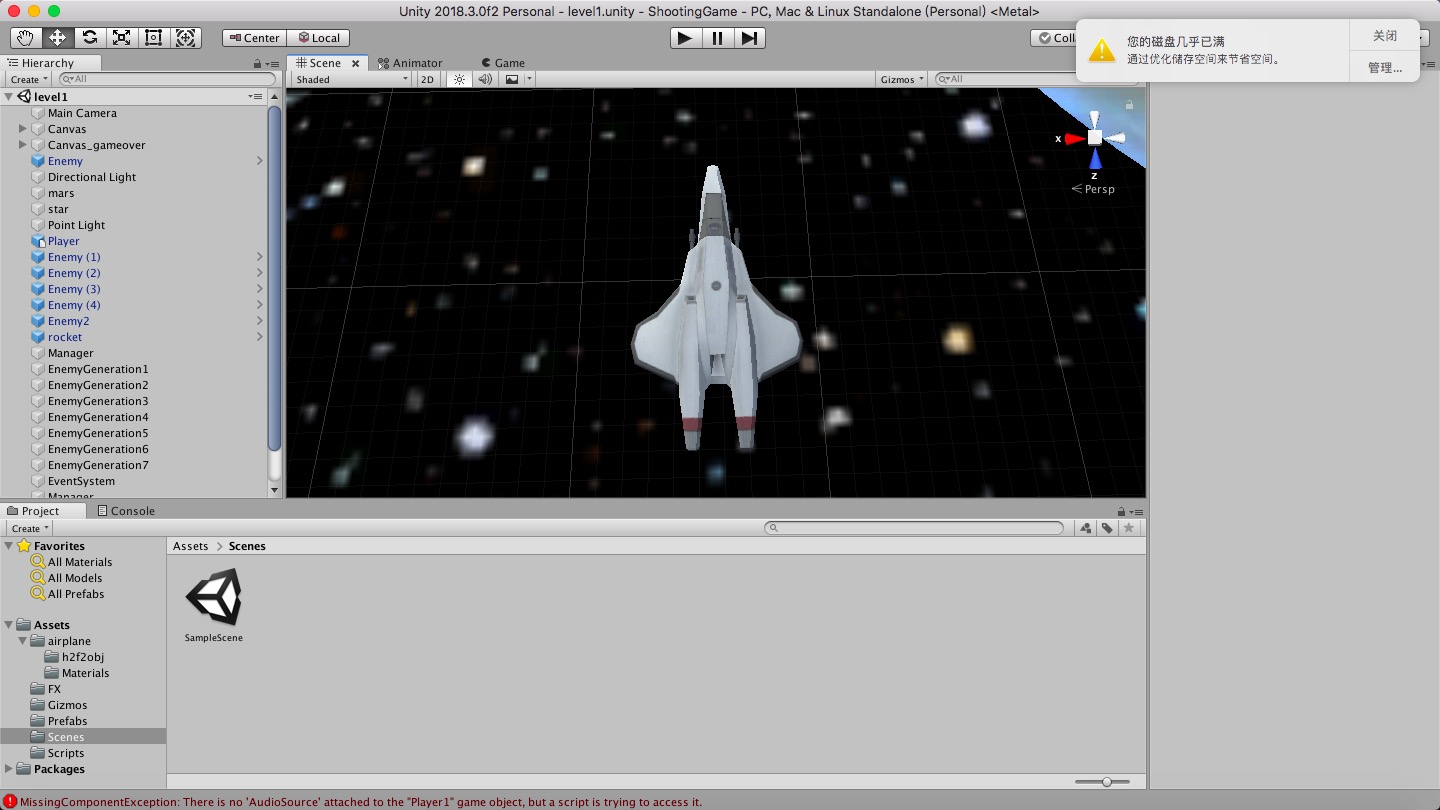 Unity 2018.3.0f2 Personal - level1.unity - ShootingGame - PC, Mac & Linux Standalone (Personal) <Metal>
Center Local
您的磁盘几乎已满
通过优化储存空间来节省空间。
关闭
管理...
Hierarchy
Create All
level1
Main Camera
Canvas
Canvas_gameover
Enemy
Directional Light
mars
star
Point Light
Player
Enemy (1)
Enemy (2)
Enemy (3)
Enemy (4)
Enemy2
rocket
Manager
EnemyGeneration1
EnemyGeneration2
EnemyGeneration3
EnemyGeneration4
EnemyGeneration5
EnemyGeneration6
EnemyGeneration7
EventSystem
Manager
Scene Animator Game
Shaded 2D Gizmos All
x
z
Persp
Project Console
Create
Favorites
All Materials
All Models
All Prefabs
Assets
airplane
h2f2obj
Materials
FX
Gizmos
Prefabs
Scenes
Scripts
Packages
Assets > Scenes
SampleScene
MissingComponentException: There is no 'AudioSource' attached to the "Player1" game object, but a script is trying to access it.